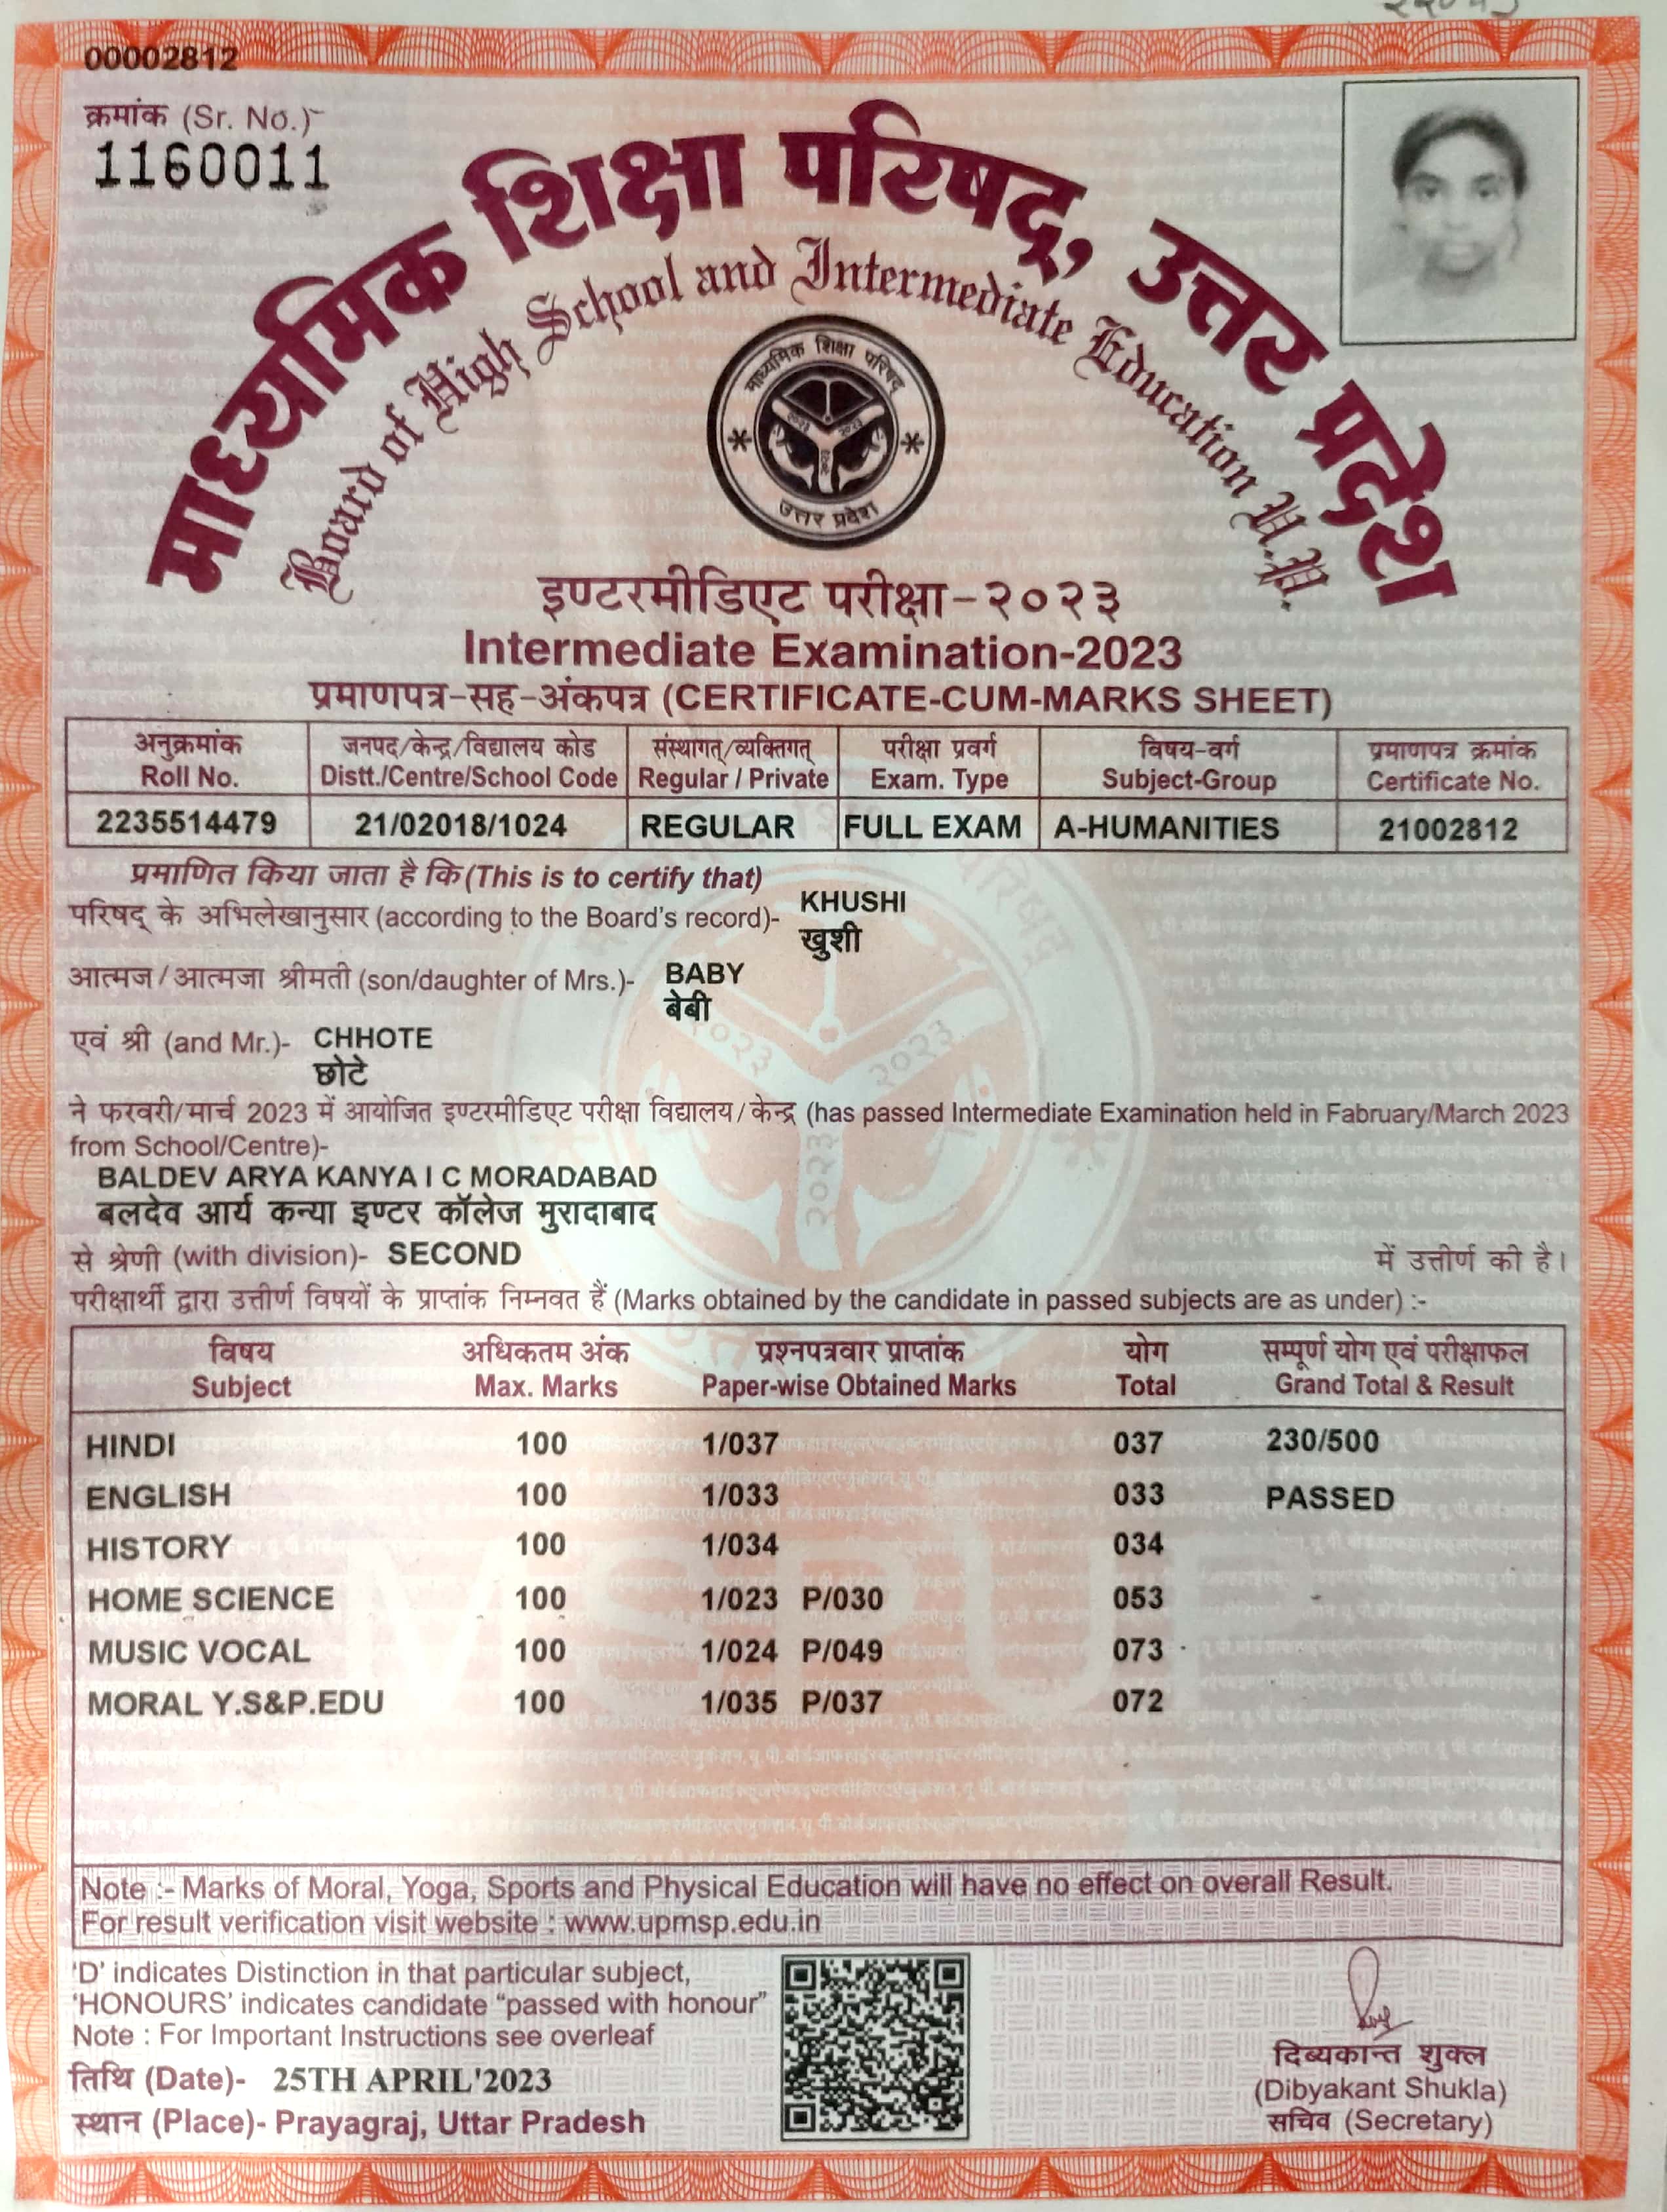 00002812
क्रमांक (Sr. No.)-
1160011
माध्यमिक शिक्षा परिषद्, उत्तर प्रदेश
Board of High School and Intermediate Education U.P.
माध्यमिक शिक्षा परिषद्
२०२३ २०२३
उत्तर प्रदेश
इण्टरमीडिएट परीक्षा-२०२३
Intermediate Examination-2023
प्रमाणपत्र-सह-अंकपत्र (CERTIFICATE-CUM-MARKS SHEET)
अनुक्रमांक जनपद/केन्द्र/विद्यालय कोड संस्थागत/व्यक्तिगत् परीक्षा प्रवर्ग विषय-वर्ग प्रमाणपत्र क्रमांक
Roll No. Distt./Centre/School Code Regular / Private Exam. Type Subject-Group Certificate No.
2235514479 21/02018/1024 REGULAR FULL EXAM A-HUMANITIES 21002812
प्रमाणित किया जाता है कि (This is to certify that)
परिषद् के अभिलेखानुसार (according to the Board's record)- KHUSHI
खुशी
आत्मज/आत्मजा श्रीमती (son/daughter of Mrs.)- BABY
बेबी
एवं श्री (and Mr.)- CHHOTE
छोटे
ने फरवरी/मार्च 2023 में आयोजित इण्टरमीडिएट परीक्षा विद्यालय/केन्द्र (has passed Intermediate Examination held in Fabruary/March 2023
from School/Centre)-
BALDEV ARYA KANYA I C MORADABAD
बलदेव आर्य कन्या इण्टर कॉलेज मुरादाबाद
से श्रेणी (with division)- SECOND में उत्तीर्ण की है।
परीक्षार्थी द्वारा उत्तीर्ण विषयों के प्राप्तांक निम्नवत हैं (Marks obtained by the candidate in passed subjects are as under) :-
विषय अधिकतम अंक प्रश्नपत्रवार प्राप्तांक योग सम्पूर्ण योग एवं परीक्षाफल
Subject Max. Marks Paper-wise Obtained Marks Total Grand Total & Result
HINDI 100 1/037 037 230/500
ENGLISH 100 1/033 033 PASSED
HISTORY 100 1/034 034
HOME SCIENCE 100 1/023 P/030 053
MUSIC VOCAL 100 1/024 P/049 073
MORAL Y.S&P.EDU 100 1/035 P/037 072
Note :- Marks of Moral, Yoga, Sports and Physical Education will have no effect on overall Result.
For result verification visit website : www.upmsp.edu.in
'D' indicates Distinction in that particular subject,
'HONOURS' indicates candidate "passed with honour"
Note : For Important Instructions see overleaf
तिथि (Date)- 25TH APRIL'2023
स्थान (Place)- Prayagraj, Uttar Pradesh
दिब्यकान्त शुक्ल
(Dibyakant Shukla)
सचिव (Secretary)